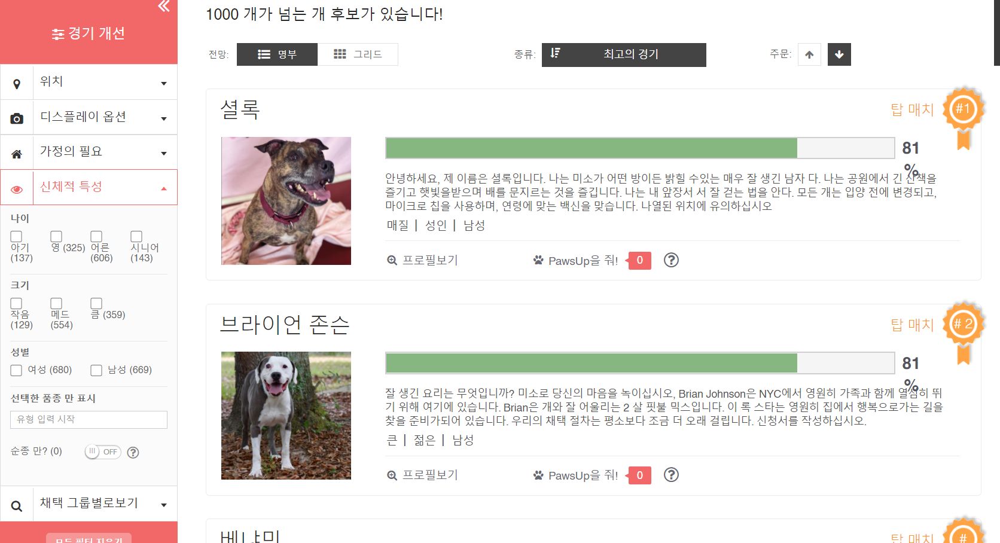 경기 개선
위치
디스플레이 옵션
가정의 필요
신체적 특성
나이
아기 (137)
영 (325)
어른 (606)
시니어 (143)
크기
작음 (129)
메드 (554)
큼 (359)
성별
여성 (680)
남성 (669)
선택한 품종 만 표시
유형 입력 시작
순종 만? (0)
OFF
채택 그룹별로보기
모든 필터 지우기
1000 개가 넘는 개 후보가 있습니다!
전망: 명부 그리드
종류: 최고의 경기
주문:
셜록
탑 매치 #1
81 %
안녕하세요, 제 이름은 셜록입니다. 나는 미소가 어떤 방이든 밝힐 수있는 매우 잘 생긴 남자 다. 나는 공원에서 긴 산책을
즐기고 햇빛을받으며 배를 문지르는 것을 즐깁니다. 나는 내 앞장서 서 잘 걷는 법을 안다. 모든 개는 입양 전에 변경되고,
마이크로 칩을 사용하며, 연령에 맞는 백신을 맞습니다. 나열된 위치에 유의하십시오
매질 | 성인 | 남성
프로필보기
PawsUp을 줘! 0
브라이언 존슨
탑 매치 # 2
81 %
잘 생긴 요리는 무엇입니까? 미소로 당신의 마음을 녹이십시오, Brian Johnson은 NYC에서 영원히 가족과 함께 열심히 뛰
기 위해 여기에 있습니다. Brian은 개와 잘 어울리는 2 살 핏불 믹스입니다. 이 록 스타는 영원히 집에서 행복으로가는 길을
찾을 준비가되어 있습니다. 우리의 채택 절차는 평소보다 조금 더 오래 걸립니다. 신청서를 작성하십시오.
큰 | 젊은 | 남성
프로필보기
PawsUp을 줘! 0
베냐민
탑 매치 #